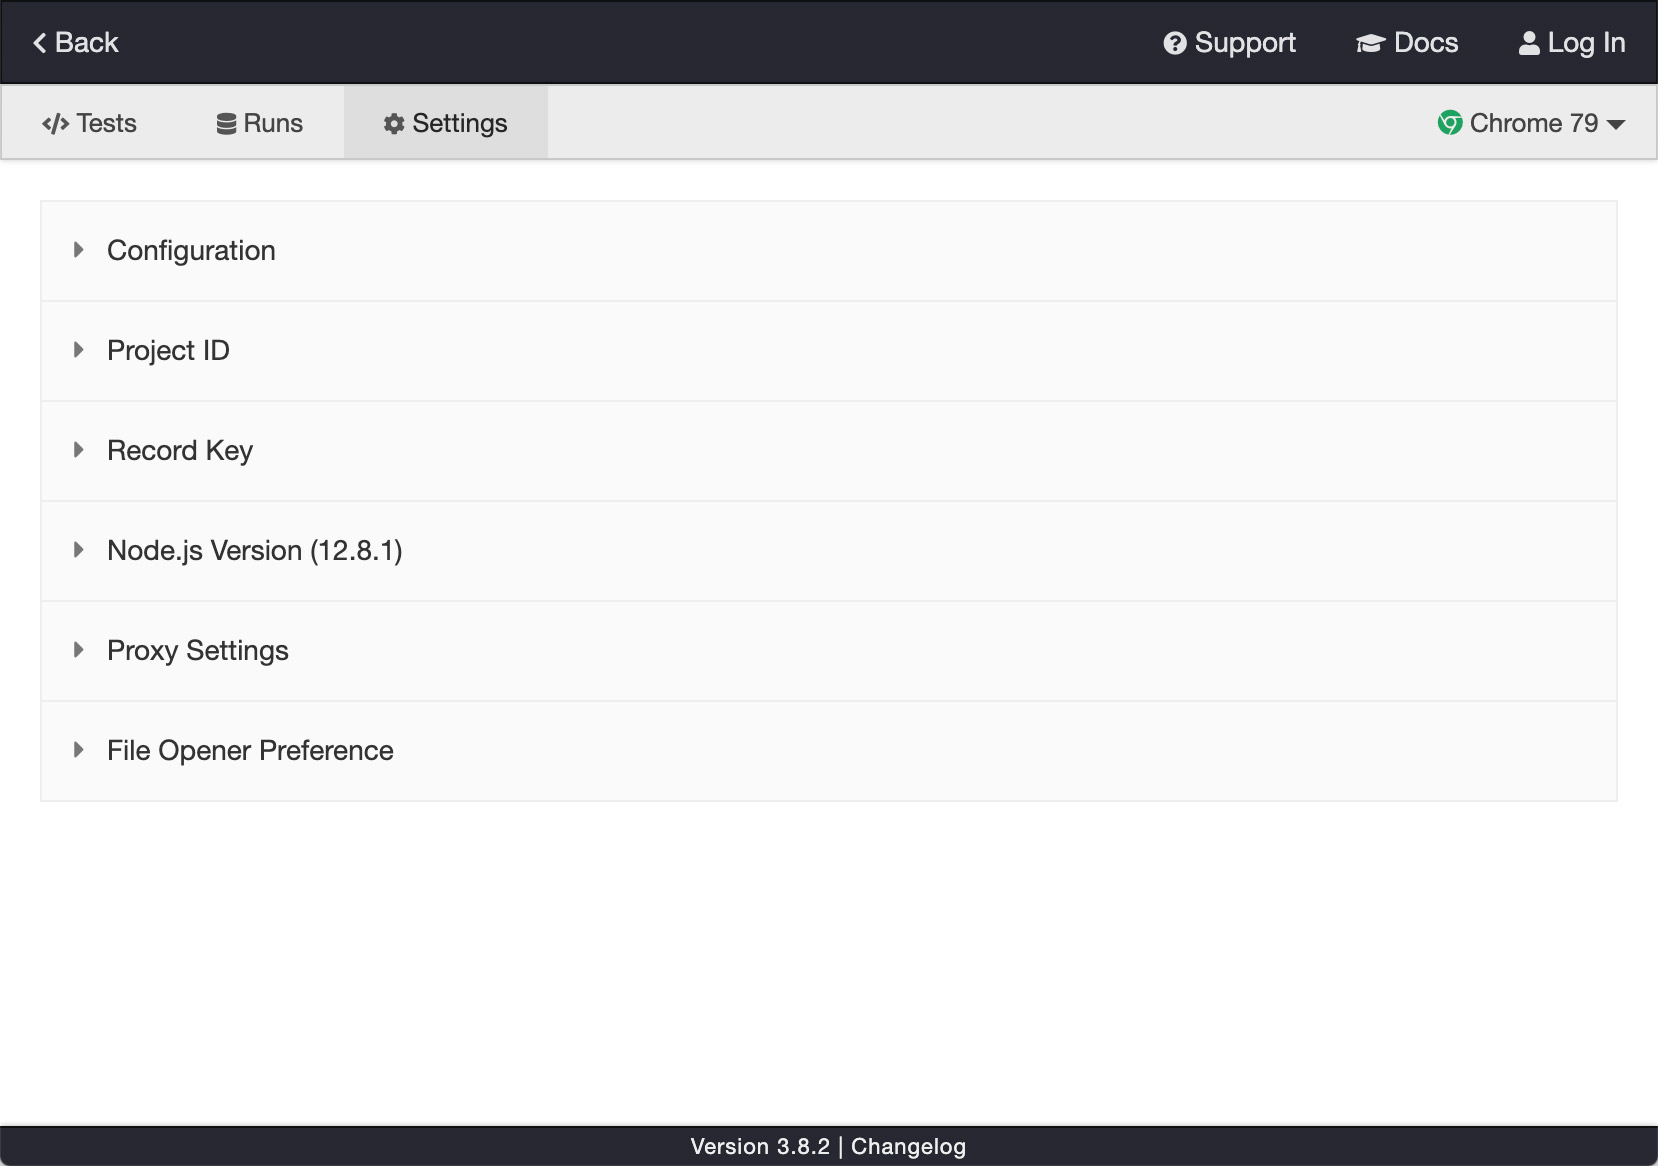 Back Support Docs Log In
Tests Runs Settings Chrome 79
Configuration
Project ID
Record Key
Node.js Version (12.8.1)
Proxy Settings
File Opener Preference
Version 3.8.2 | Changelog